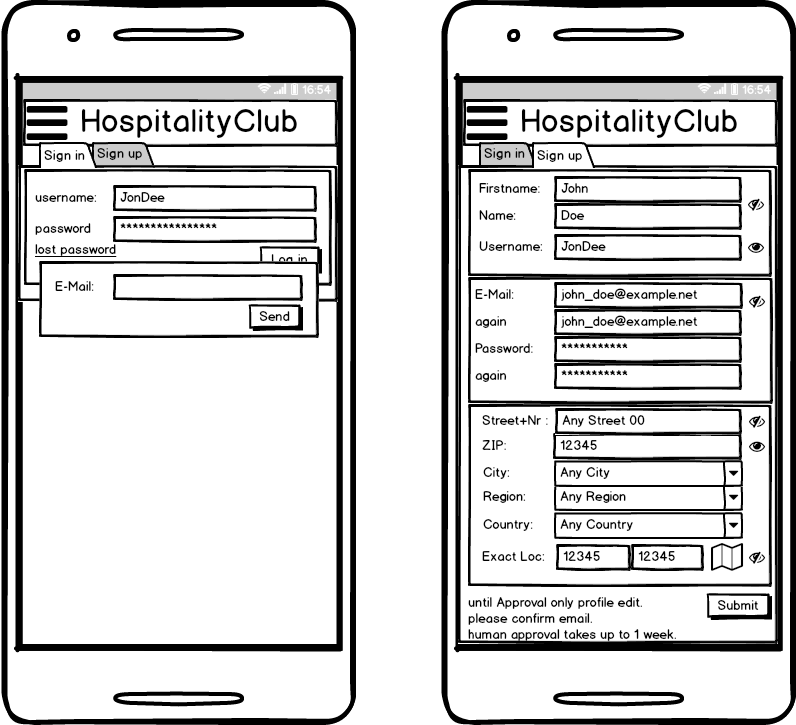 16:54
HospitalityClub
Sign in Sign up
username: JonDee
password ****************
lost password
Log in
E-Mail:
Send
16:54
HospitalityClub
Sign in Sign up
Firstname: John
Name: Doe
Username: JonDee
E-Mail: john_doe@example.net
again john_doe@example.net
Password: ***********
again ***********
Street+Nr : Any Street 00
ZIP: 12345
City: Any City
Region: Any Region
Country: Any Country
Exact Loc: 12345 12345
until Approval only profile edit.
please confirm email.
human approval takes up to 1 week.
Submit